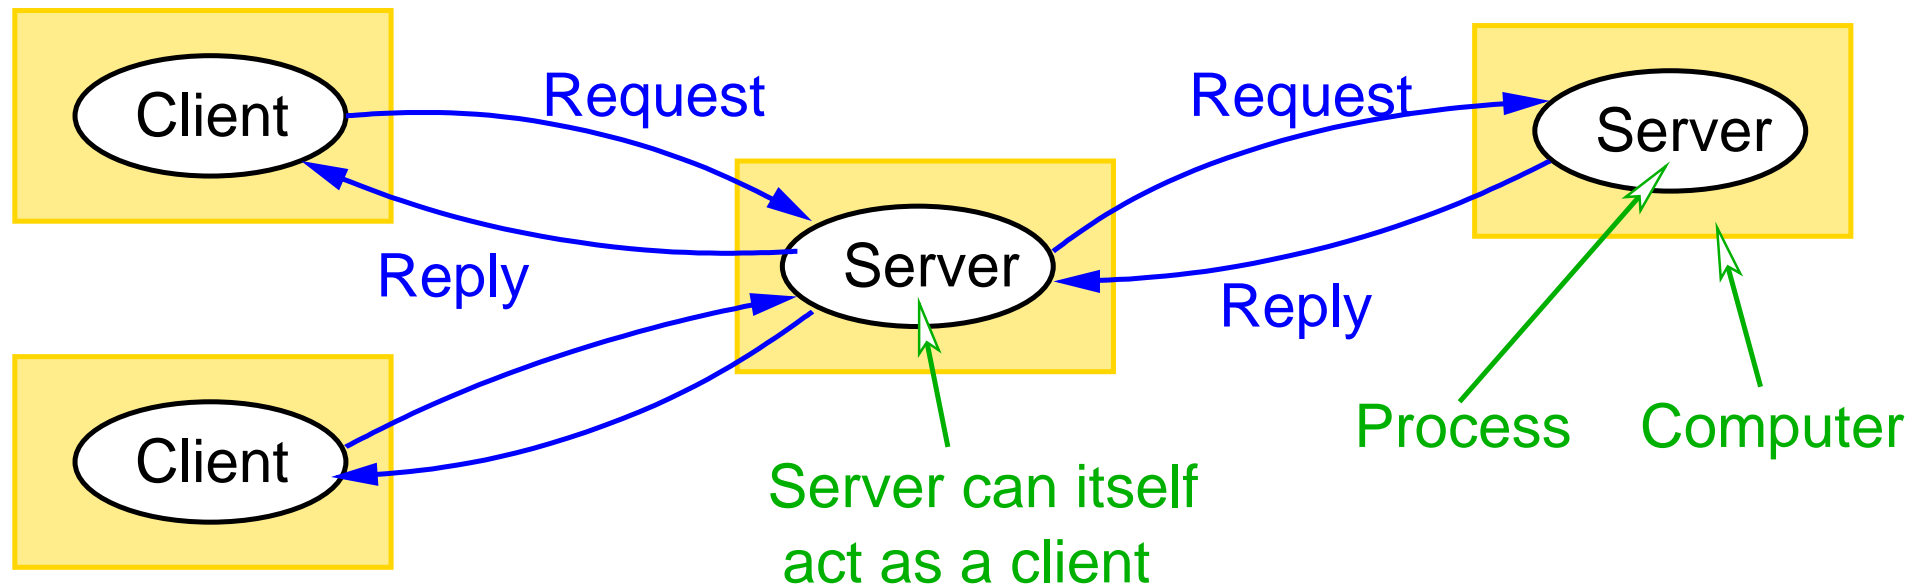 Client
Request
Request
Server
Server
Reply
Reply
Client
Process
Computer
Server can itself
act as a client